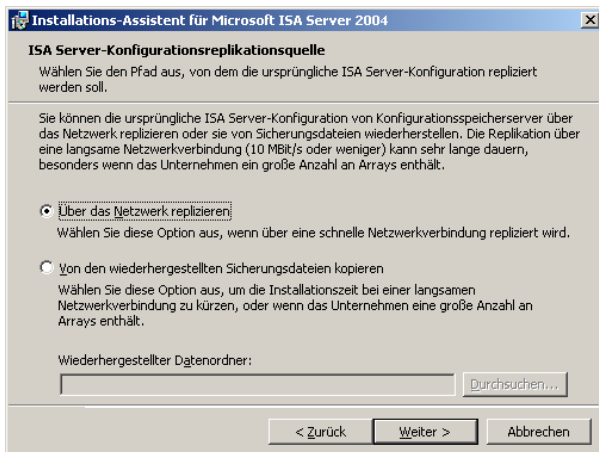 Installations-Assistent für Microsoft ISA Server 2004
ISA Server-Konfigurationsreplikationsquelle
Wählen Sie den Pfad aus, von dem die ursprüngliche ISA Server-Konfiguration repliziert
werden soll.
Sie können die ursprüngliche ISA Server-Konfiguration von Konfigurationsspeicherserver über
das Netzwerk replizieren oder sie von Sicherungsdateien wiederherstellen. Die Replikation über
eine langsame Netzwerkverbindung (10 MBit/s oder weniger) kann sehr lange dauern,
besonders wenn das Unternehmen ein große Anzahl an Arrays enthält.
Über das Netzwerk replizieren
Wählen Sie diese Option aus, wenn über eine schnelle Netzwerkverbindung repliziert wird.
Von den wiederhergestellten Sicherungsdateien kopieren
Wählen Sie diese Option aus, um die Installationszeit bei einer langsamen
Netzwerkverbindung zu kürzen, oder wenn das Unternehmen eine große Anzahl an
Arrays enthält.
Wiederhergestellter Datenordner:
Durchsuchen...
< Zurück
Weiter >
Abbrechen